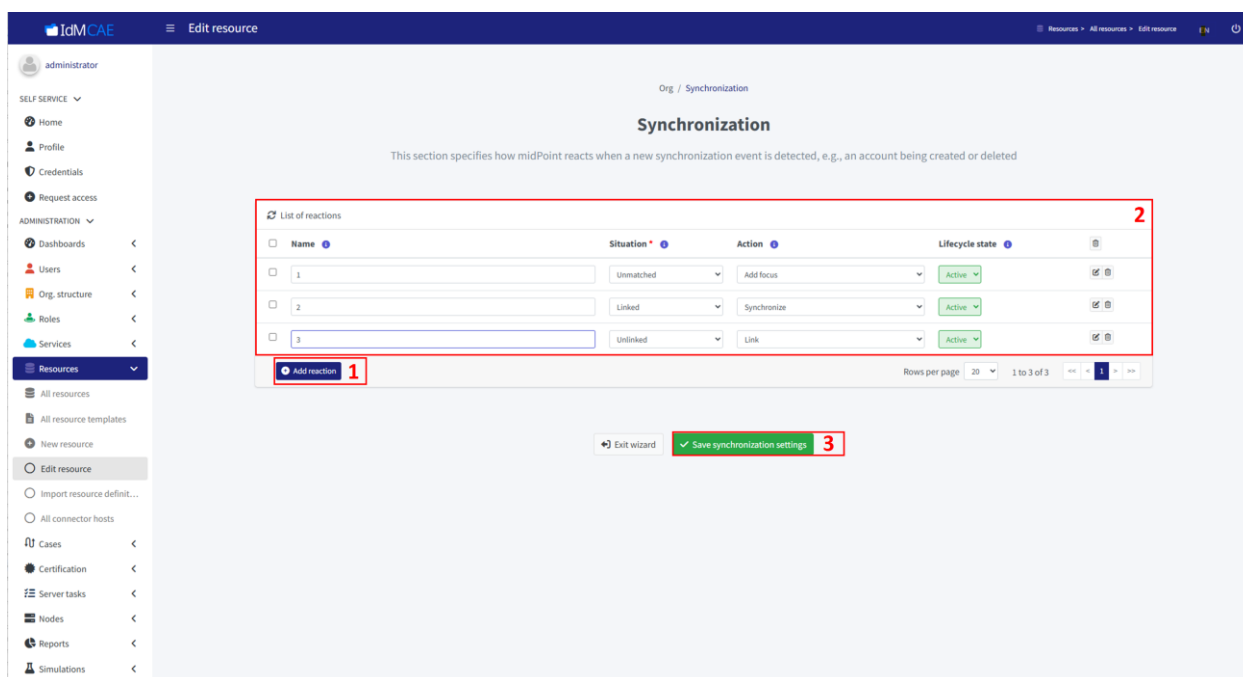 IdMCAE
Edit resource
Resources > All resources > Edit resource
EN
administrator
SELF SERVICE
Home
Profile
Credentials
Request access
ADMINISTRATION
Dashboards
Users
Org. structure
Roles
Services
Resources
All resources
All resource templates
New resource
Edit resource
Import resource definit...
All connector hosts
Cases
Certification
Server tasks
Nodes
Reports
Simulations
Org / Synchronization
Synchronization
This section specifies how midPoint reacts when a new synchronization event is detected, e.g., an account being created or deleted
List of reactions 2
Name Situation * Action Lifecycle state
1 Unmatched Add focus Active
2 Linked Synchronize Active
3 Unlinked Link Active
Add reaction 1 Rows per page 20 1 to 3 of 3 << < 1 > >>
Exit wizard Save synchronization settings 3